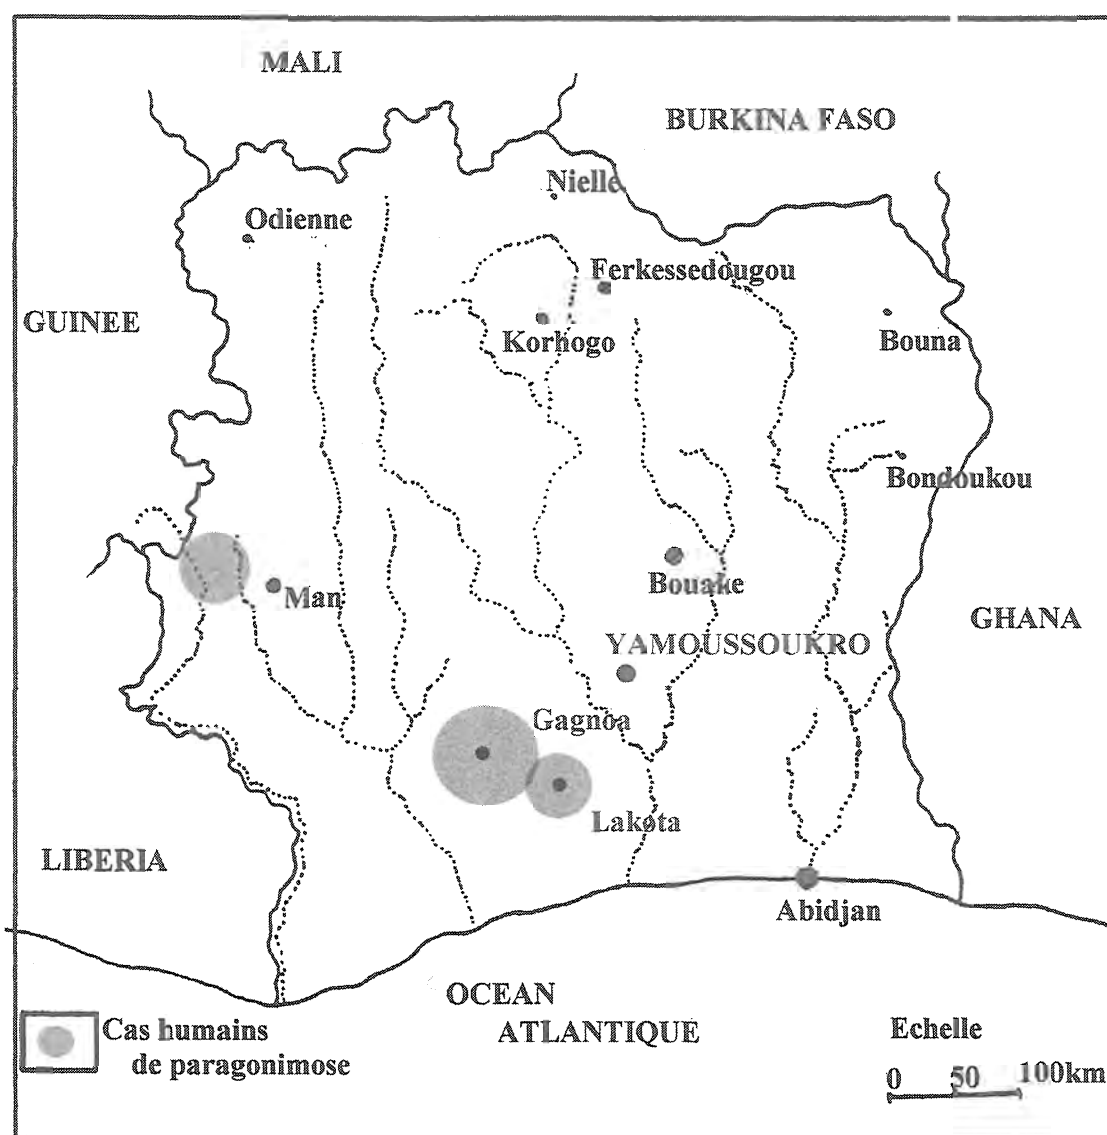 MALI
BURKINA FASO
Nielle
Odienne
Ferkessedougou
GUINEE
Korhogo
Bouna
Bondoukou
Bouake
Man
GHANA
YAMOUSSOUKRO
Gagnoa
Lakota
LIBERIA
Abidjan
OCEAN
ATLANTIQUE
Cas humains
de paragonimose
Echelle
0 50 100km